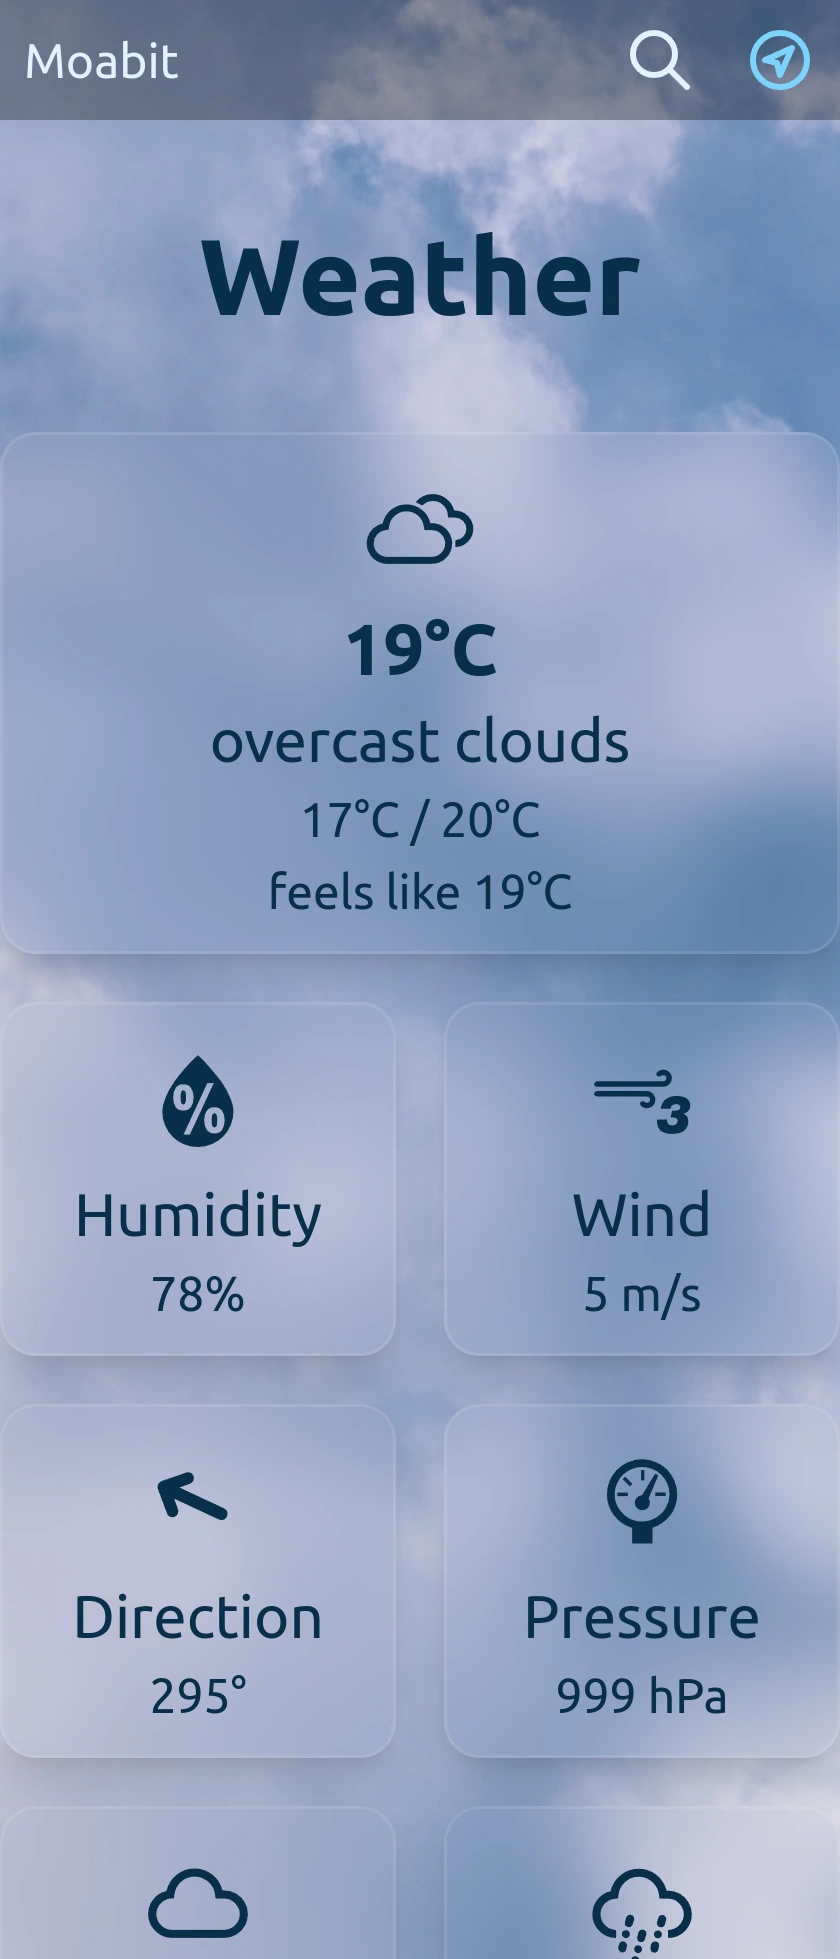 Moabit
Weather
19°C
overcast clouds
17°C / 20°C
feels like 19°C
%
3
Humidity
Wind
78%
5 m/s
Direction
Pressure
295°
999 hPa